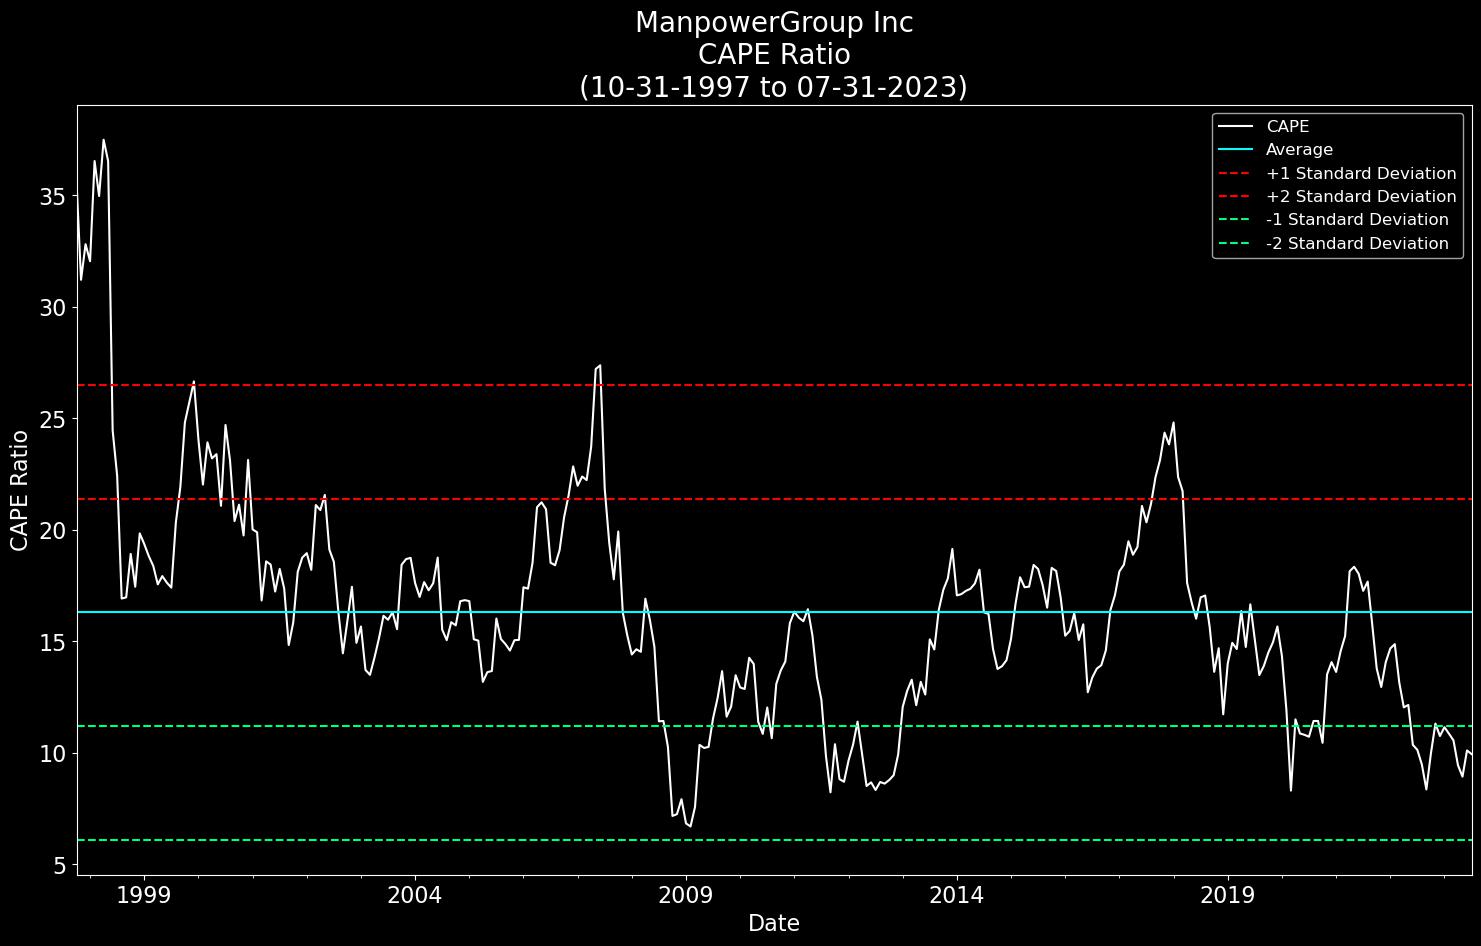 ManpowerGroup Inc
CAPE Ratio
(10-31-1997 to 07-31-2023)
CAPE
Average
+1 Standard Deviation
+2 Standard Deviation
-1 Standard Deviation
-2 Standard Deviation
CAPE Ratio
35
30
25
20
15
10
5
1999 2004 2009 2014 2019
Date